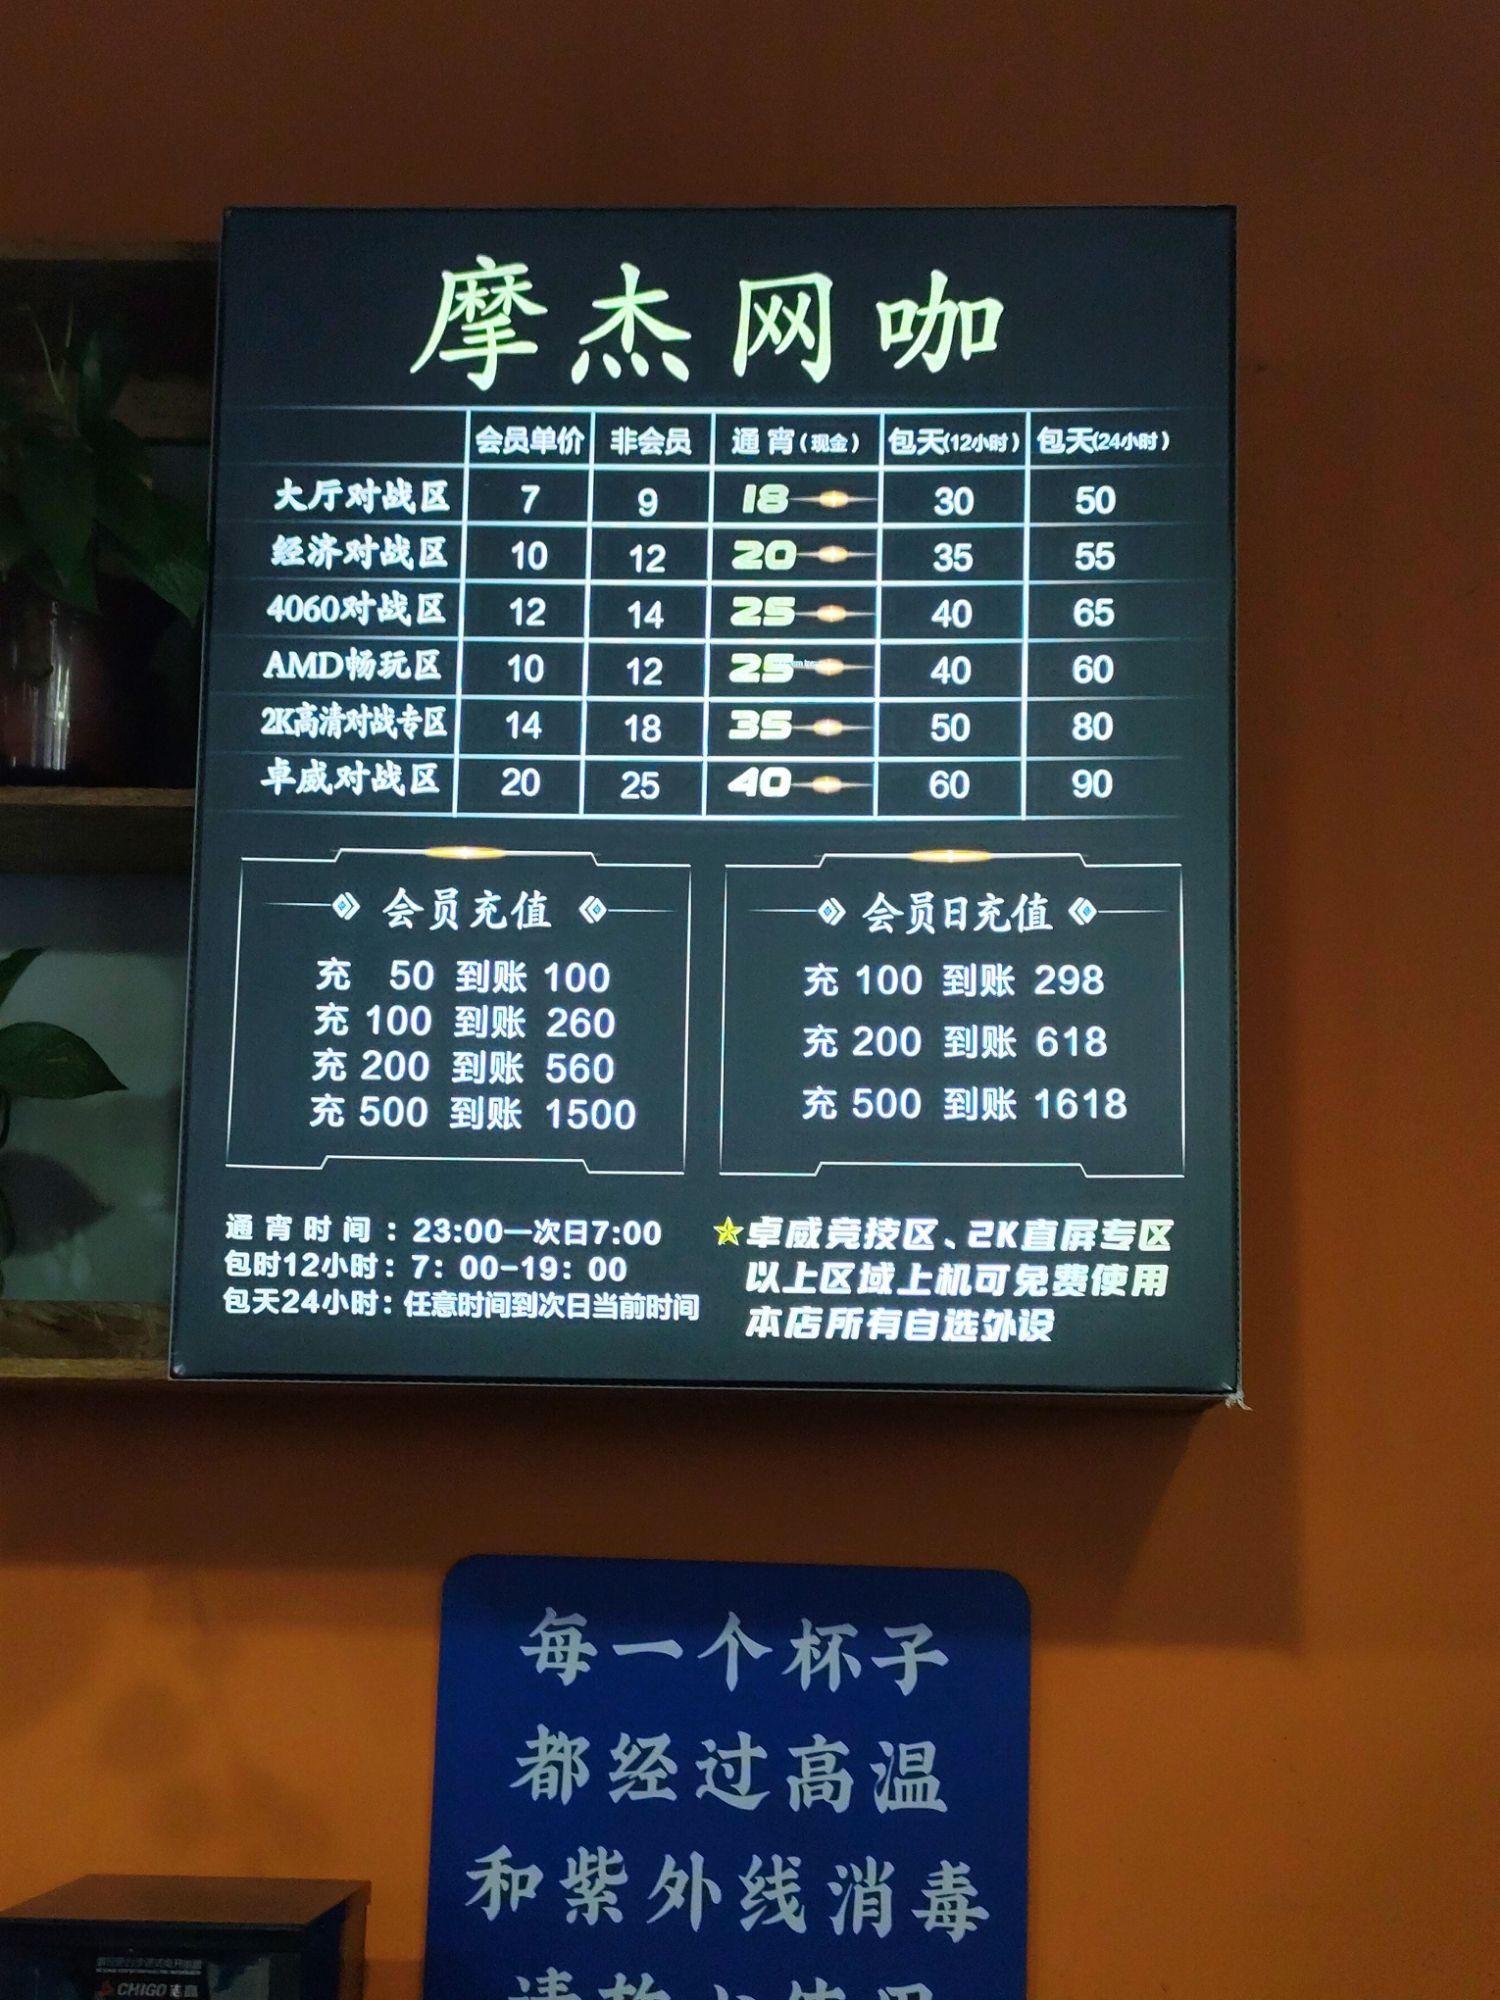 摩杰网咖
会员单价 非会员 通宵(现金) 包天(12小时) 包天(24小时)
大厅对战区 7 9 18 30 50
经济对战区 10 12 20 35 55
4060对战区 12 14 25 40 65
AMD畅玩区 10 12 25 40 60
2K高清对战专区 14 18 35 50 80
卓威对战区 20 25 40 60 90
会员充值
充 50 到账 100
充 100 到账 260
充 200 到账 560
充 500 到账 1500
会员日充值
充 100 到账 298
充 200 到账 618
充 500 到账 1618
通宵时间：23:00—次日7:00
包时12小时：7：00-19：00
包天24小时：任意时间到次日当前时间
卓威竞技区、2K直屏专区
以上区域上机可免费使用
本店所有自选外设
每一个杯子
都经过高温
和紫外线消毒
CHIGO志高